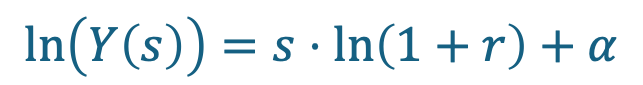 ln(Y(s)) = s · ln(1 + r) + α